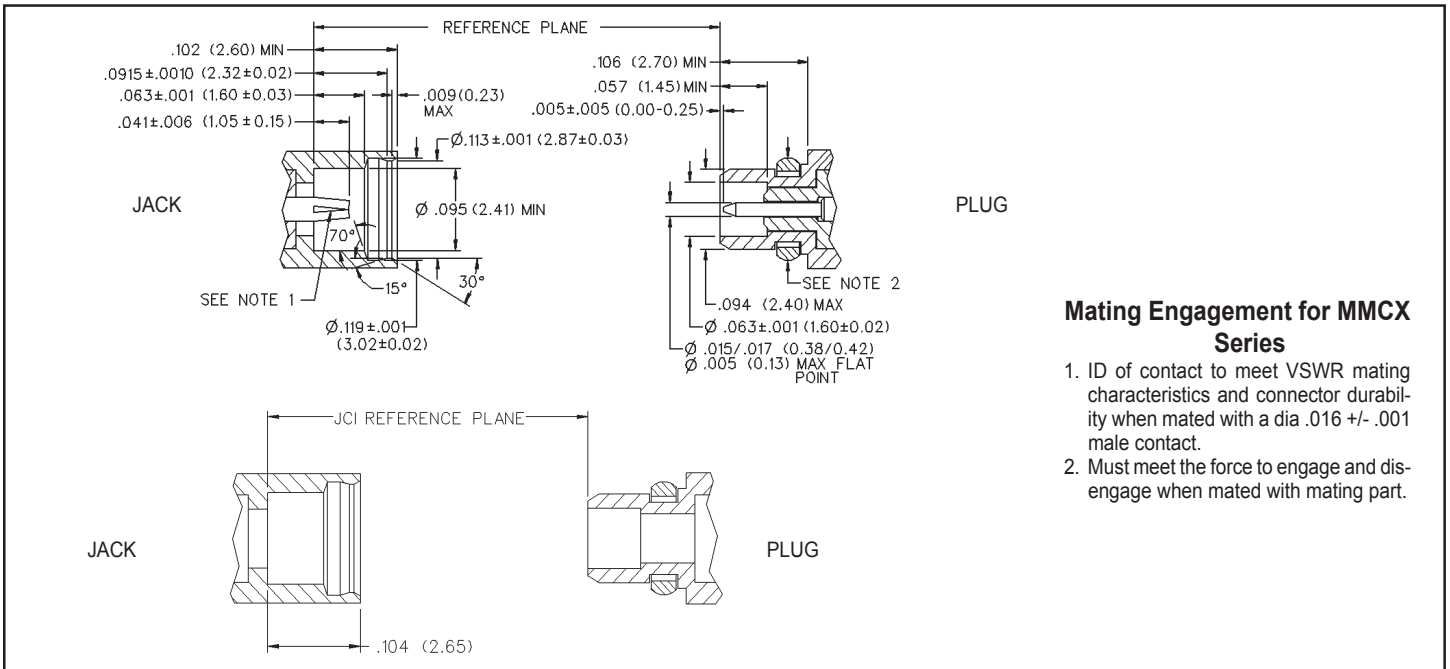 REFERENCE PLANE
.102 (2.60) MIN
.0915±.0010 (2.32±0.02)
.063±.001 (1.60 ±0.03)
.041±.006 (1.05 ± 0.15)
.009(0.23)
MAX
Ø.113±.001 (2.87±0.03)
.106 (2.70) MIN
.057 (1.45) MIN
.005±.005 (0.00-0.25)
JACK
Ø .095 (2.41) MIN
70°
15°
30°
SEE NOTE 1
Ø.119±.001
(3.02±0.02)
PLUG
SEE NOTE 2
.094 (2.40) MAX
Ø .063±.001 (1.60±0.02)
Ø .015/.017 (0.38/0.42)
Ø .005 (0.13) MAX FLAT
POINT
JCI REFERENCE PLANE
JACK
PLUG
.104 (2.65)
Mating Engagement for MMCX
Series
1. ID of contact to meet VSWR mating
characteristics and connector durabil-
ity when mated with a dia .016 +/- .001
male contact.
2. Must meet the force to engage and dis-
engage when mated with mating part.